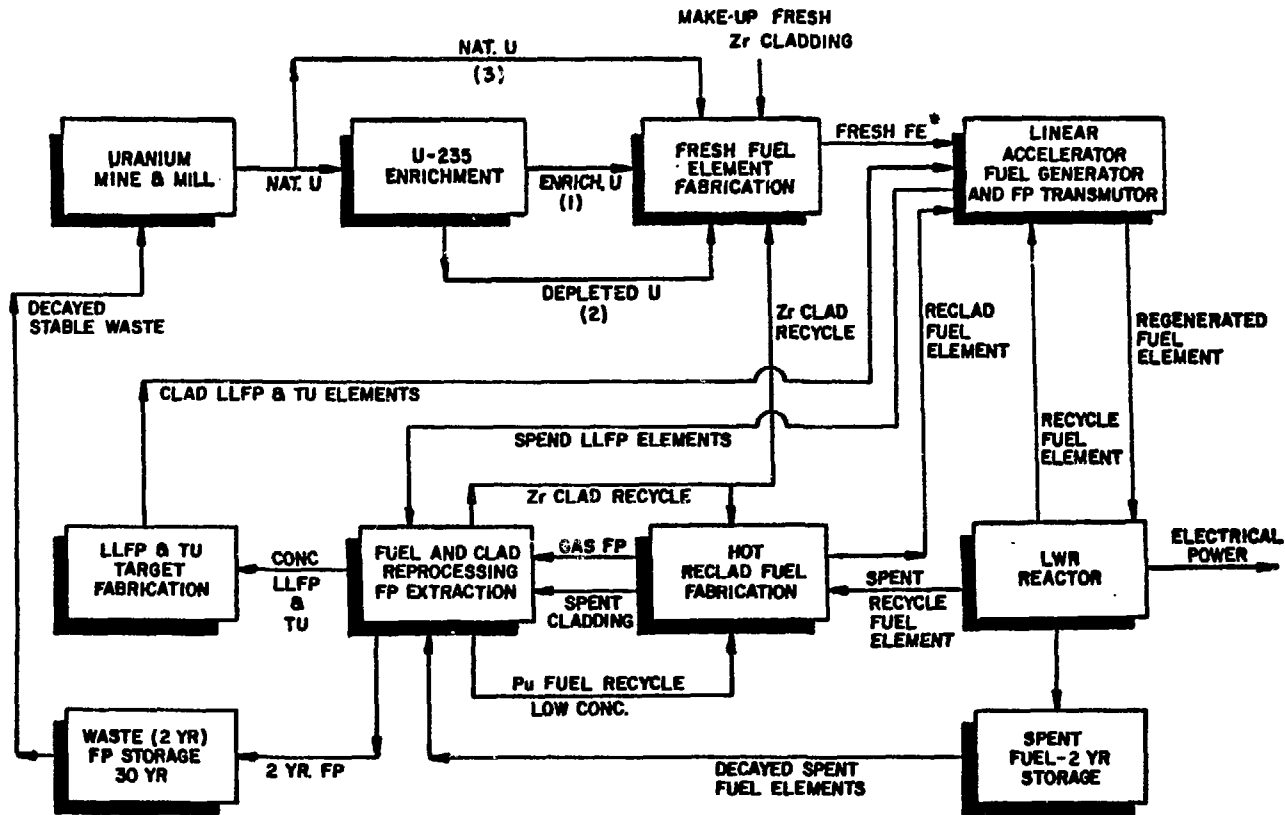 MAKE-UP FRESH
Zr CLADDING
NAT. U
(3)
URANIUM
MINE & MILL
NAT. U
U-235
ENRICHMENT
ENRICH. U
(1)
FRESH FUEL
ELEMENT
FABRICATION
FRESH FE*
LINEAR
ACCELERATOR
FUEL GENERATOR
AND FP TRANSMUTOR
DEPLETED U
(2)
DECAYED
STABLE WASTE
Zr CLAD
RECYCLE
RECLAD
FUEL
ELEMENT
REGENERATED
FUEL
ELEMENT
CLAD LLFP & TU ELEMENTS
SPEND LLFP ELEMENTS
RECYCLE
FUEL
ELEMENT
Zr CLAD RECYCLE
LLFP & TU
TARGET
FABRICATION
CONC
LLFP
&
TU
FUEL AND CLAD
REPROCESSING
FP EXTRACTION
GAS FP
SPENT
CLADDING
HOT
RECLAD FUEL
FABRICATION
SPENT
RECYCLE
FUEL
ELEMENT
LWR
REACTOR
ELECTRICAL
POWER
Pu FUEL RECYCLE
LOW CONC.
WASTE (2 YR)
FP STORAGE
30 YR
2 YR. FP
DECAYED SPENT
FUEL ELEMENTS
SPENT
FUEL-2 YR
STORAGE